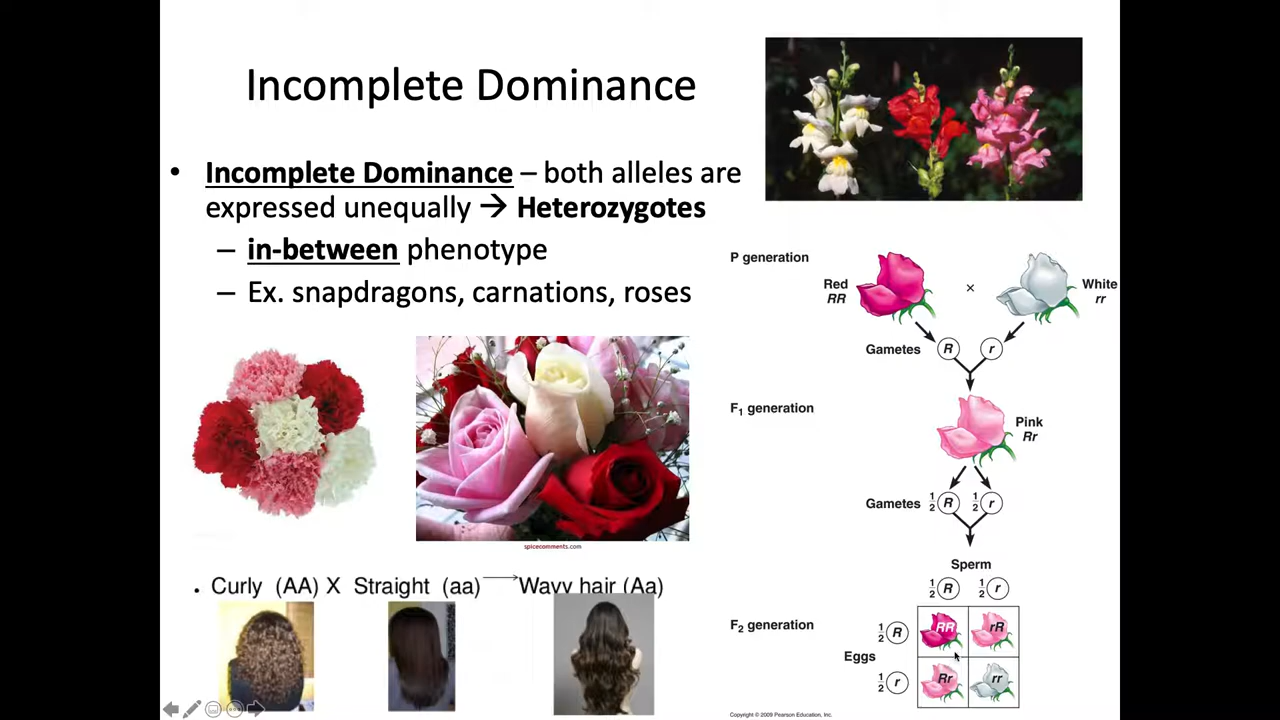 Incomplete Dominance
• Incomplete Dominance – both alleles are
expressed unequally → Heterozygotes
– in-between phenotype
– Ex. snapdragons, carnations, roses
spicecomments.com
• Curly (AA) X Straight (aa) → Wavy hair (Aa)
P generation
Red
RR
×
White
rr
Gametes R r
F1 generation
Pink
Rr
Gametes 1/2 R 1/2 r
Sperm
1/2 R 1/2 r
F2 generation
Eggs
1/2 R RR rR
1/2 r Rr rr
Copyright © 2009 Pearson Education, Inc.